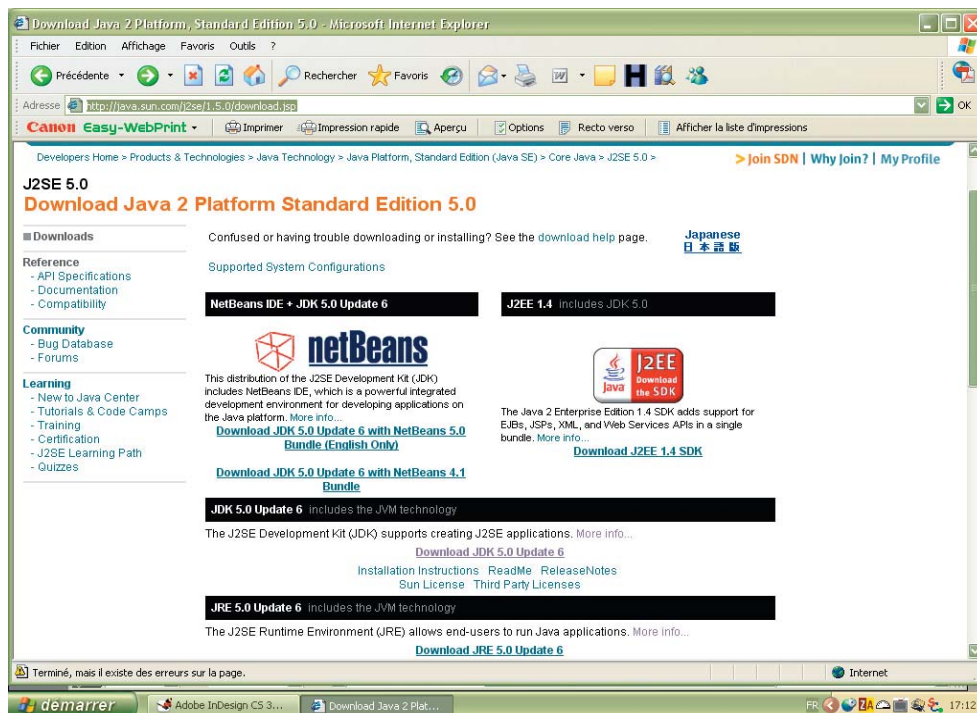 Download Java 2 Platform, Standard Edition 5.0 - Microsoft Internet Explorer
Fichier Edition Affichage Favoris Outils ?
Précédente Rechercher Favoris
Adresse http://java.sun.com/j2se/1.5.0/download.jsp OK
Canon Easy-WebPrint Imprimer Impression rapide Aperçu Options Recto verso Afficher la liste d'impressions
Developers Home > Products & Technologies > Java Technology > Java Platform, Standard Edition (Java SE) > Core Java > J2SE 5.0 >
> Join SDN | Why Join? | My Profile
J2SE 5.0
Download Java 2 Platform Standard Edition 5.0
Downloads
Reference
- API Specifications
- Documentation
- Compatibility
Community
- Bug Database
- Forums
Learning
- New to Java Center
- Tutorials & Code Camps
- Training
- Certification
- J2SE Learning Path
- Quizzes
Confused or having trouble downloading or installing? See the download help page.
Japanese
日本語版
Supported System Configurations
NetBeans IDE + JDK 5.0 Update 6
netBeans
This distribution of the J2SE Development Kit (JDK)
includes NetBeans IDE, which is a powerful integrated
development environment for developing applications on
the Java platform. More info...
Download JDK 5.0 Update 6 with NetBeans 5.0
Bundle (English Only)
Download JDK 5.0 Update 6 with NetBeans 4.1
Bundle
J2EE 1.4 includes JDK 5.0
Java
J2EE
Download
the SDK
The Java 2 Enterprise Edition 1.4 SDK adds support for
EJBs, JSPs, XML, and Web Services APIs in a single
bundle. More info...
Download J2EE 1.4 SDK
JDK 5.0 Update 6 includes the JVM technology
The J2SE Development Kit (JDK) supports creating J2SE applications. More info...
Download JDK 5.0 Update 6
Installation Instructions ReadMe ReleaseNotes
Sun License Third Party Licenses
JRE 5.0 Update 6 includes the JVM technology
The J2SE Runtime Environment (JRE) allows end-users to run Java applications. More info...
Download JRE 5.0 Update 6
Terminé, mais il existe des erreurs sur la page. Internet
démarrer Adobe InDesign CS 3... Download Java 2 Plat... FR 17:12